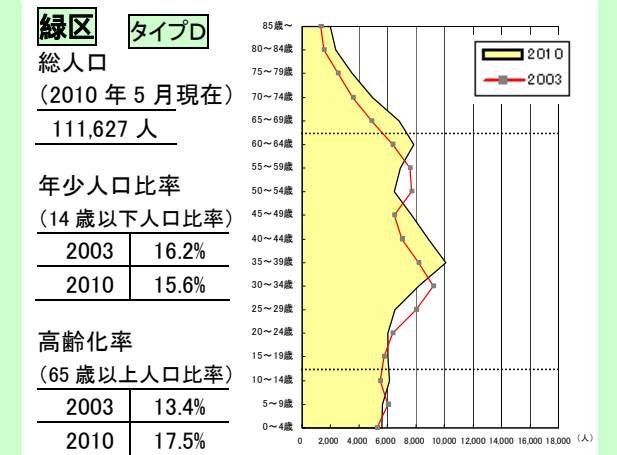 緑区 タイプD
総人口
（2010 年 5 月現在）
111,627 人
年少人口比率
（14 歳以下人口比率）
2003 16.2%
2010 15.6%
高齢化率
（65 歳以上人口比率）
2003 13.4%
2010 17.5%
85歳～
80～84歳
75～79歳
70～74歳
65～69歳
60～64歳
55～59歳
50～54歳
45～49歳
40～44歳
35～39歳
30～34歳
25～29歳
20～24歳
15～19歳
10～14歳
5～9歳
0～4歳
0 2,000 4,000 6,000 8,000 10,000 12,000 14,000 16,000 18,000 （人）
2010
2003